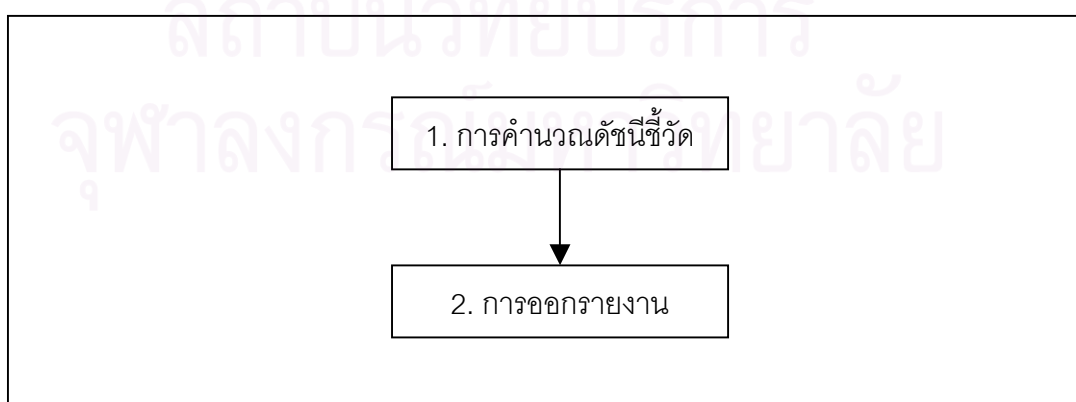 สถาบันวิทยบริการ
จุฬาลงกรณ์มหาวิทยาลัย
1. การคำนวณดัชนีชี้วัด
2. การออกรายงาน